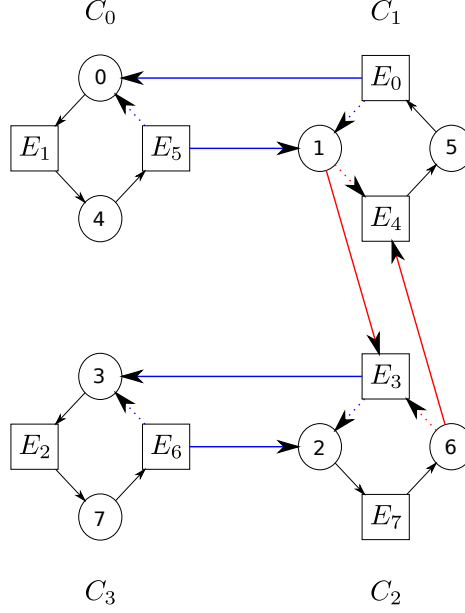 C₀ C₁
0 E₀
E₁ E₅ 1 5
4 E₄
3 E₃
E₂ E₆ 2 6
7 E₇
C₃ C₂